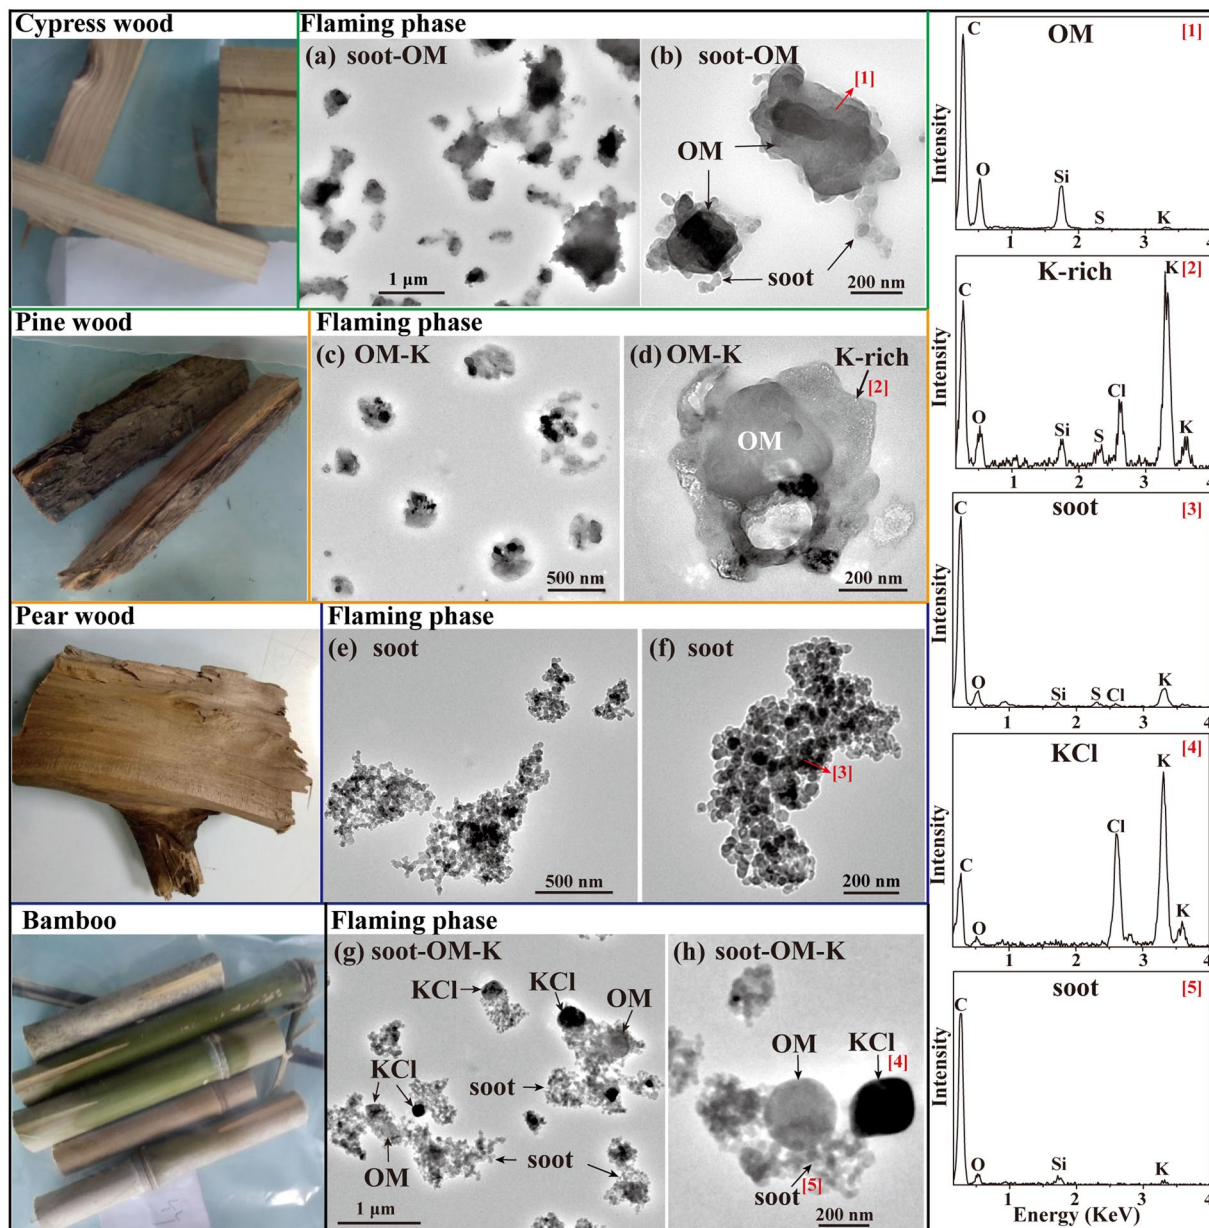 Cypress wood
Flaming phase
(a) soot-OM
1 μm
(b) soot-OM
[1]
OM
soot
200 nm
Pine wood
Flaming phase
(c) OM-K
500 nm
(d) OM-K
K-rich
[2]
OM
200 nm
Pear wood
Flaming phase
(e) soot
500 nm
(f) soot
[3]
200 nm
Bamboo
Flaming phase
(g) soot-OM-K
KCl
KCl
OM
KCl
soot
OM
soot
1 μm
(h) soot-OM-K
OM
KCl
[4]
soot [5]
200 nm
OM [1]
C
O
Si
S
K
Intensity
1 2 3 4
K-rich [2]
C
O
Si
S
Cl
K
K
Intensity
1 2 3 4
soot [3]
C
O
Si
S
Cl
K
Intensity
1 2 3 4
KCl [4]
C
O
Cl
K
K
Intensity
1 2 3 4
soot [5]
C
O
Si
K
Intensity
1 2 3 4
Energy (KeV)